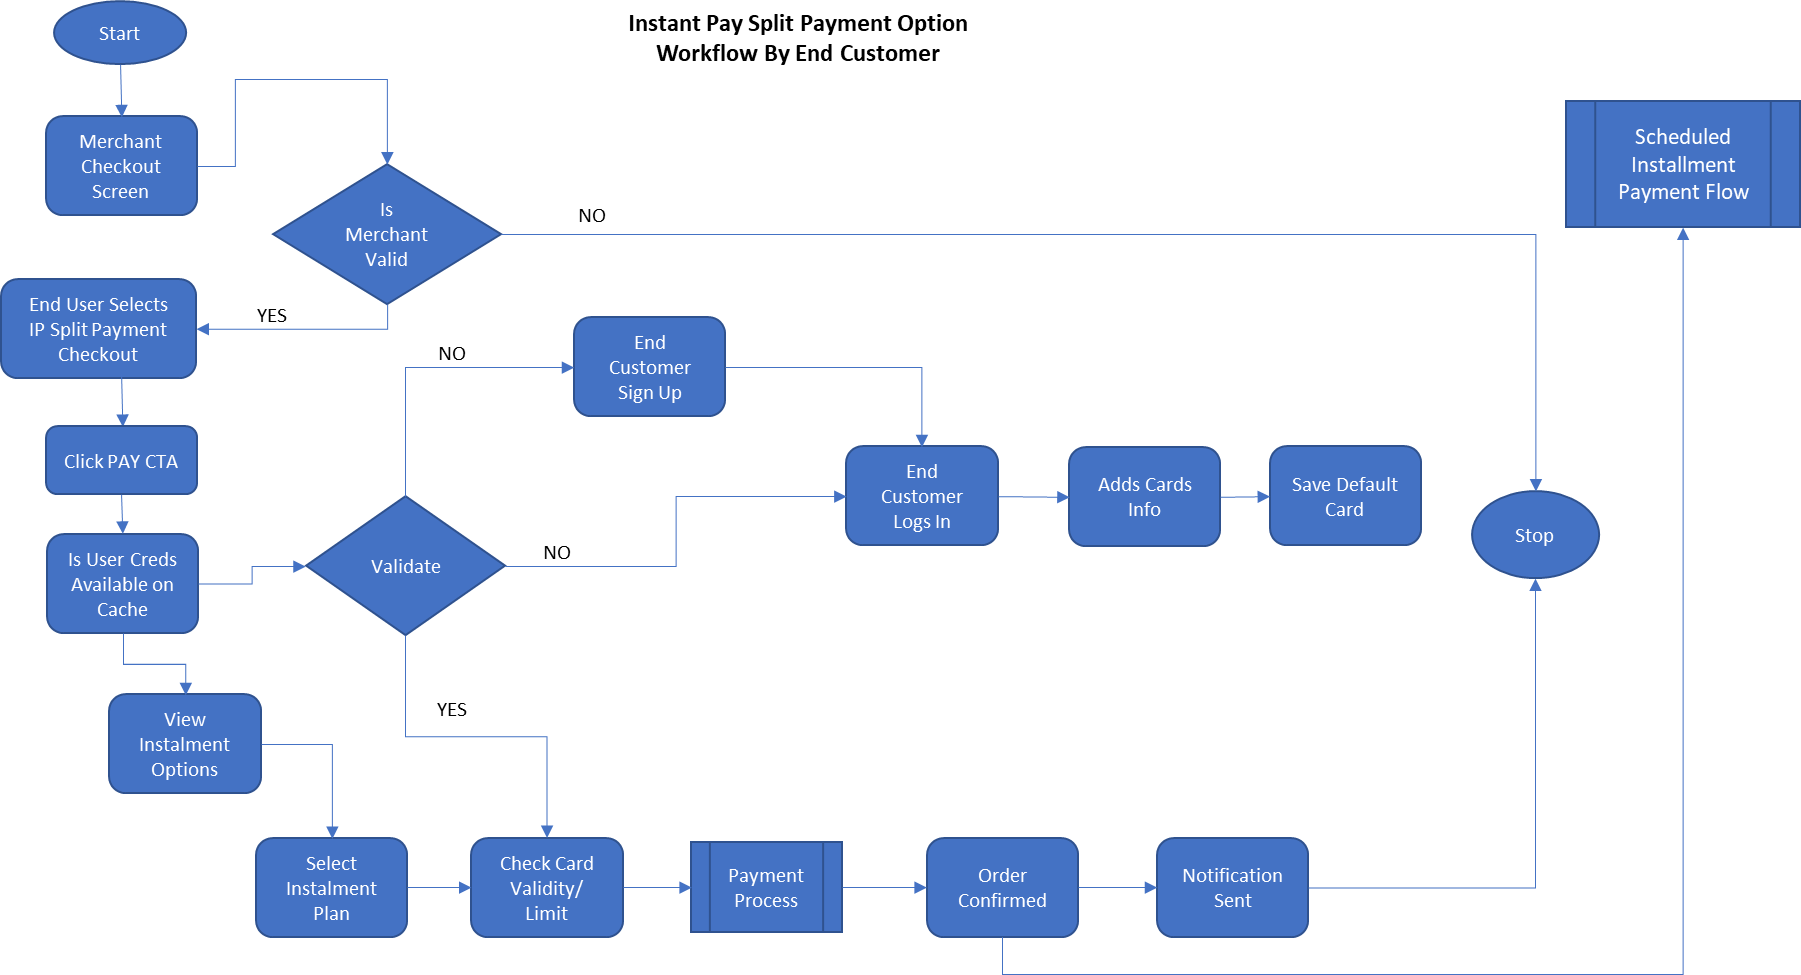 Instant Pay Split Payment Option
Workflow By End Customer
Start
Merchant
Checkout
Screen
Scheduled
Installment
Payment Flow
Is
Merchant
Valid
NO
YES
End User Selects
IP Split Payment
Checkout
NO
End
Customer
Sign Up
Click PAY CTA
End
Customer
Logs In
Adds Cards
Info
Save Default
Card
Stop
Is User Creds
Available on
Cache
Validate
NO
View
Instalment
Options
YES
Select
Instalment
Plan
Check Card
Validity/
Limit
Payment
Process
Order
Confirmed
Notification
Sent